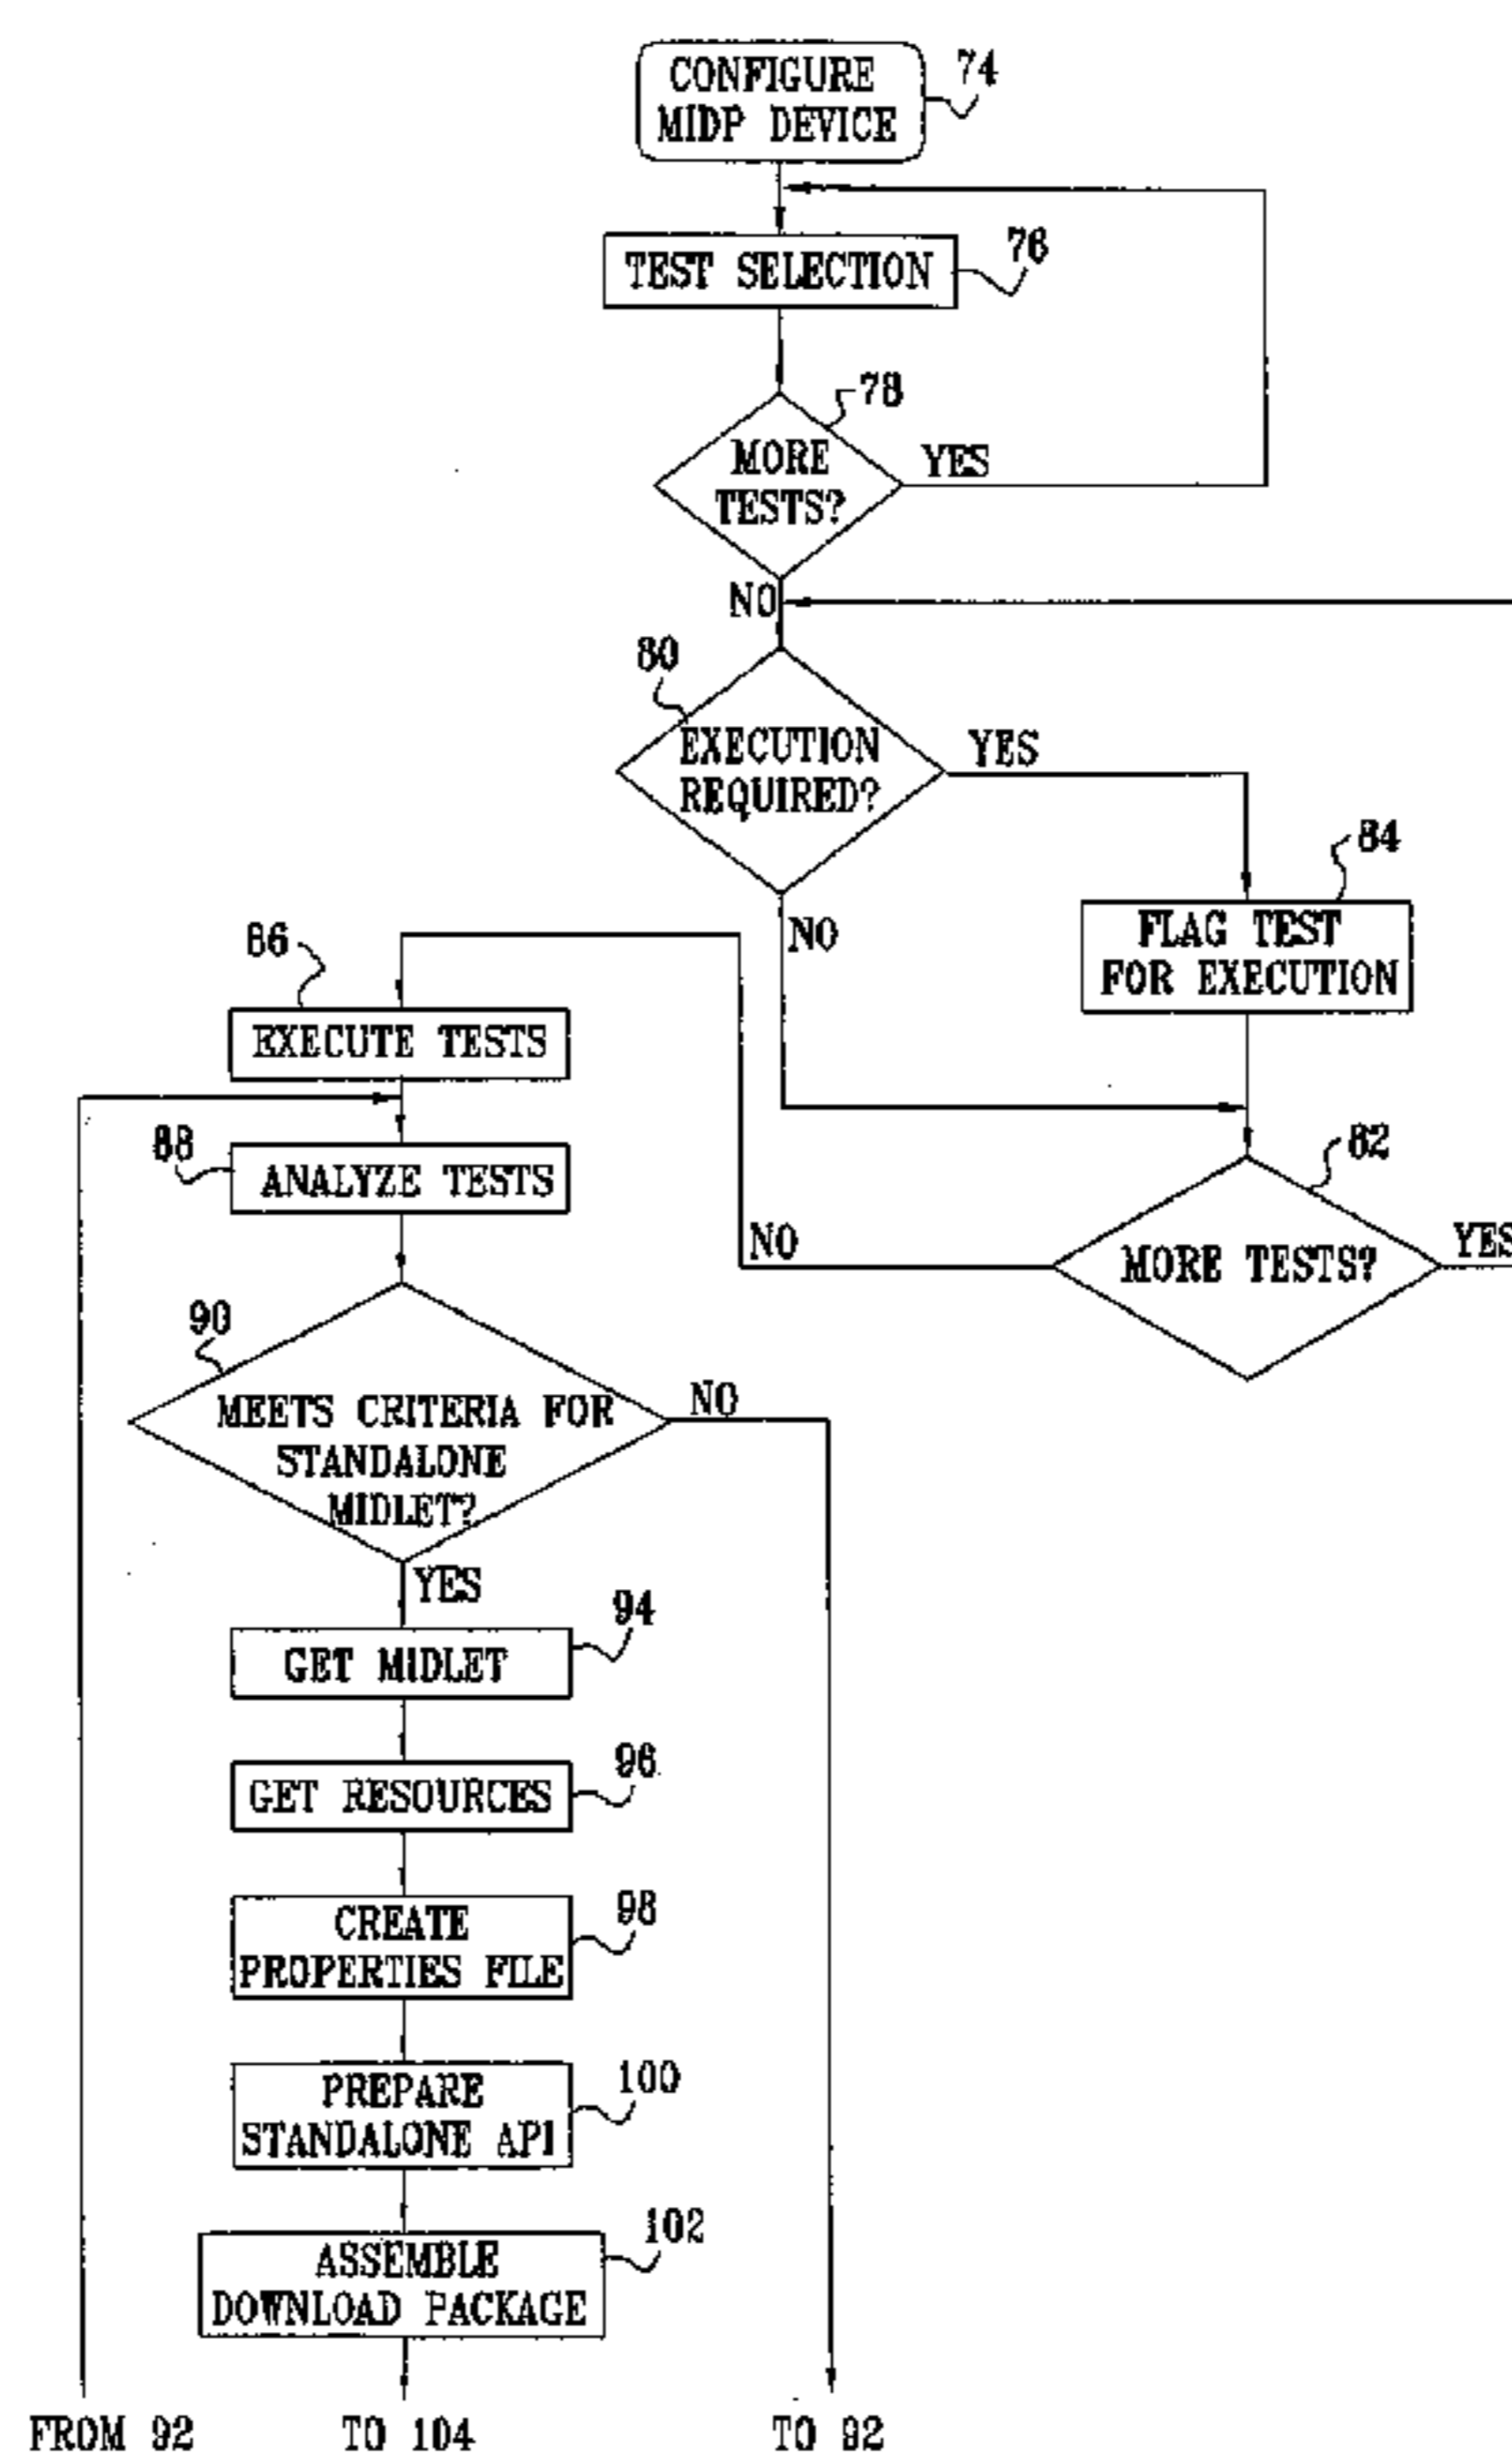 CONFIGURE
MIDP DEVICE
74
TEST SELECTION
76
78
MORE
TESTS?
YES
NO
80
EXECUTION
REQUIRED?
YES
84
FLAG TEST
FOR EXECUTION
NO
86
EXECUTE TESTS
88
ANALYZE TESTS
82
MORE TESTS?
YES
NO
90
MEETS CRITERIA FOR
STANDALONE
MIDLET?
NO
YES
94
GET MIDLET
96
GET RESOURCES
98
CREATE
PROPERTIES FILE
100
PREPARE
STANDALONE API
102
ASSEMBLE
DOWNLOAD PACKAGE
FROM 92
TO 104
TO 92